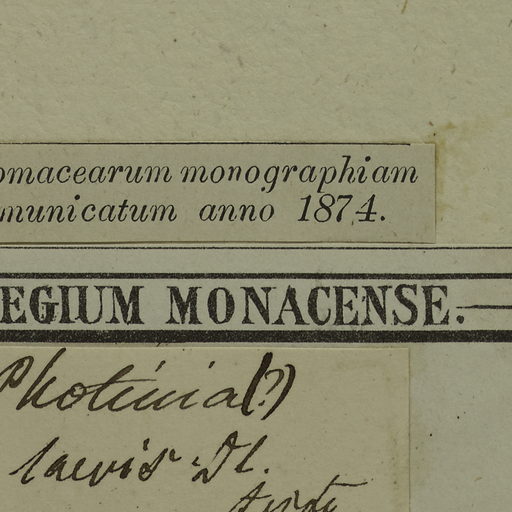 omacearum monographiam
municatum anno 1874.
EGIUM MONACENSE.
Photinia(?)
laevis Dl.